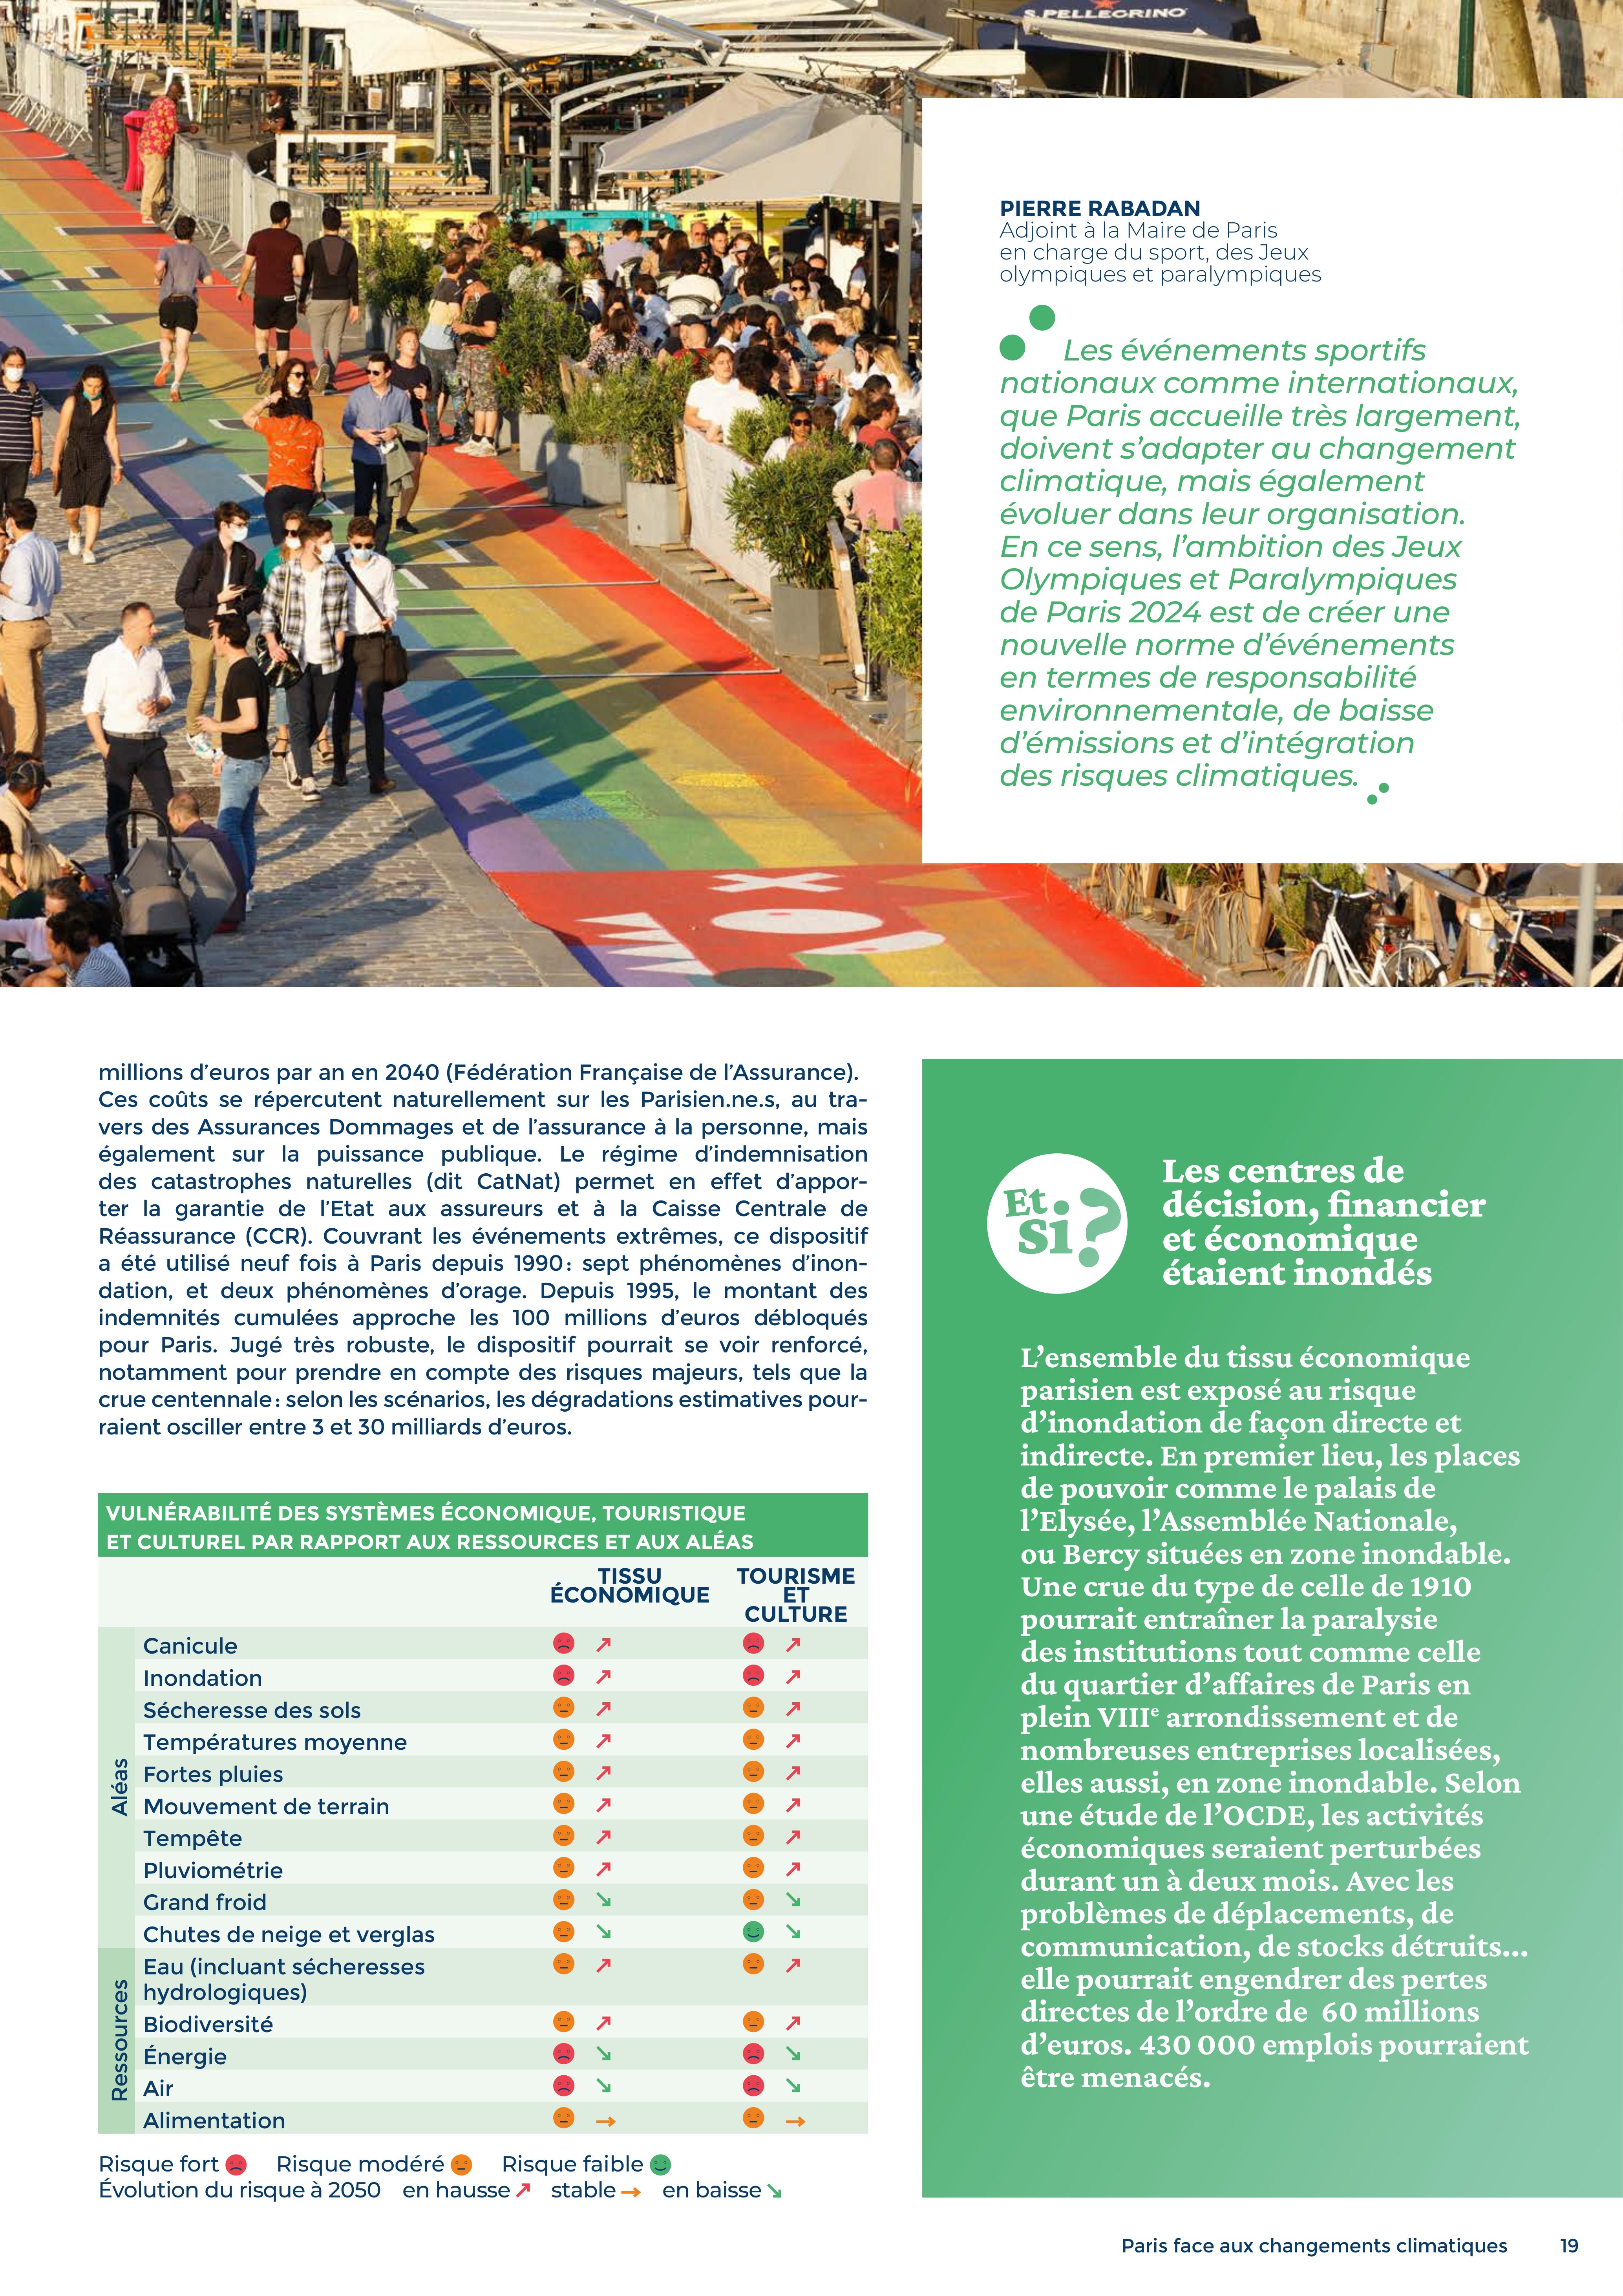 S.PELLEGRINO
PIERRE RABADAN
Adjoint à la Maire de Paris
en charge du sport, des Jeux
olympiques et paralympiques
Les événements sportifs
nationaux comme internationaux,
que Paris accueille très largement,
doivent s’adapter au changement
climatique, mais également
évoluer dans leur organisation.
En ce sens, l’ambition des Jeux
Olympiques et Paralympiques
de Paris 2024 est de créer une
nouvelle norme d’événements
en termes de responsabilité
environnementale, de baisse
d’émissions et d’intégration
des risques climatiques.
millions d’euros par an en 2040 (Fédération Française de l’Assurance).
Ces coûts se répercutent naturellement sur les Parisien.ne.s, au tra-
vers des Assurances Dommages et de l’assurance à la personne, mais
également sur la puissance publique. Le régime d’indemnisation
des catastrophes naturelles (dit CatNat) permet en effet d’appor-
ter la garantie de l’Etat aux assureurs et à la Caisse Centrale de
Réassurance (CCR). Couvrant les événements extrêmes, ce dispositif
a été utilisé neuf fois à Paris depuis 1990 : sept phénomènes d’inon-
dation, et deux phénomènes d’orage. Depuis 1995, le montant des
indemnités cumulées approche les 100 millions d’euros débloqués
pour Paris. Jugé très robuste, le dispositif pourrait se voir renforcé,
notamment pour prendre en compte des risques majeurs, tels que la
crue centennale : selon les scénarios, les dégradations estimatives pour-
raient osciller entre 3 et 30 milliards d’euros.
VULNÉRABILITÉ DES SYSTÈMES ÉCONOMIQUE, TOURISTIQUE
ET CULTUREL PAR RAPPORT AUX RESSOURCES ET AUX ALÉAS
TISSU
ÉCONOMIQUE
TOURISME
ET
CULTURE
Aléas
Canicule
Inondation
Sécheresse des sols
Températures moyenne
Fortes pluies
Mouvement de terrain
Tempête
Pluviométrie
Grand froid
Chutes de neige et verglas
Ressources
Eau (incluant sécheresses
hydrologiques)
Biodiversité
Énergie
Air
Alimentation
Risque fort Risque modéré Risque faible
Évolution du risque à 2050 en hausse ↗ stable → en baisse ↘
Et
si ?
Les centres de
décision, financier
et économique
étaient inondés
L’ensemble du tissu économique
parisien est exposé au risque
d’inondation de façon directe et
indirecte. En premier lieu, les places
de pouvoir comme le palais de
l’Elysée, l’Assemblée Nationale,
ou Bercy situées en zone inondable.
Une crue du type de celle de 1910
pourrait entraîner la paralysie
des institutions tout comme celle
du quartier d’affaires de Paris en
plein VIIIe arrondissement et de
nombreuses entreprises localisées,
elles aussi, en zone inondable. Selon
une étude de l’OCDE, les activités
économiques seraient perturbées
durant un à deux mois. Avec les
problèmes de déplacements, de
communication, de stocks détruits...
elle pourrait engendrer des pertes
directes de l’ordre de 60 millions
d’euros. 430 000 emplois pourraient
être menacés.
Paris face aux changements climatiques 19